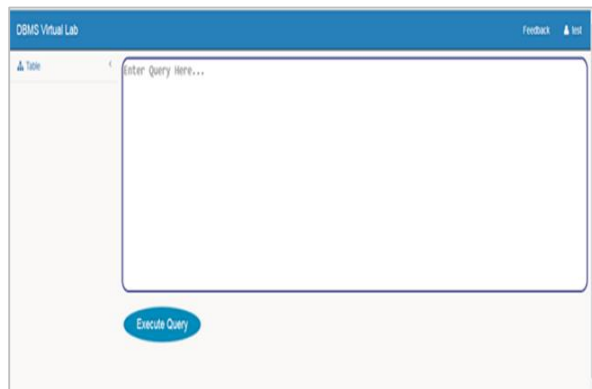 DBMS Virtual Lab
Feedback test
Table
Enter Query Here...
Execute Query